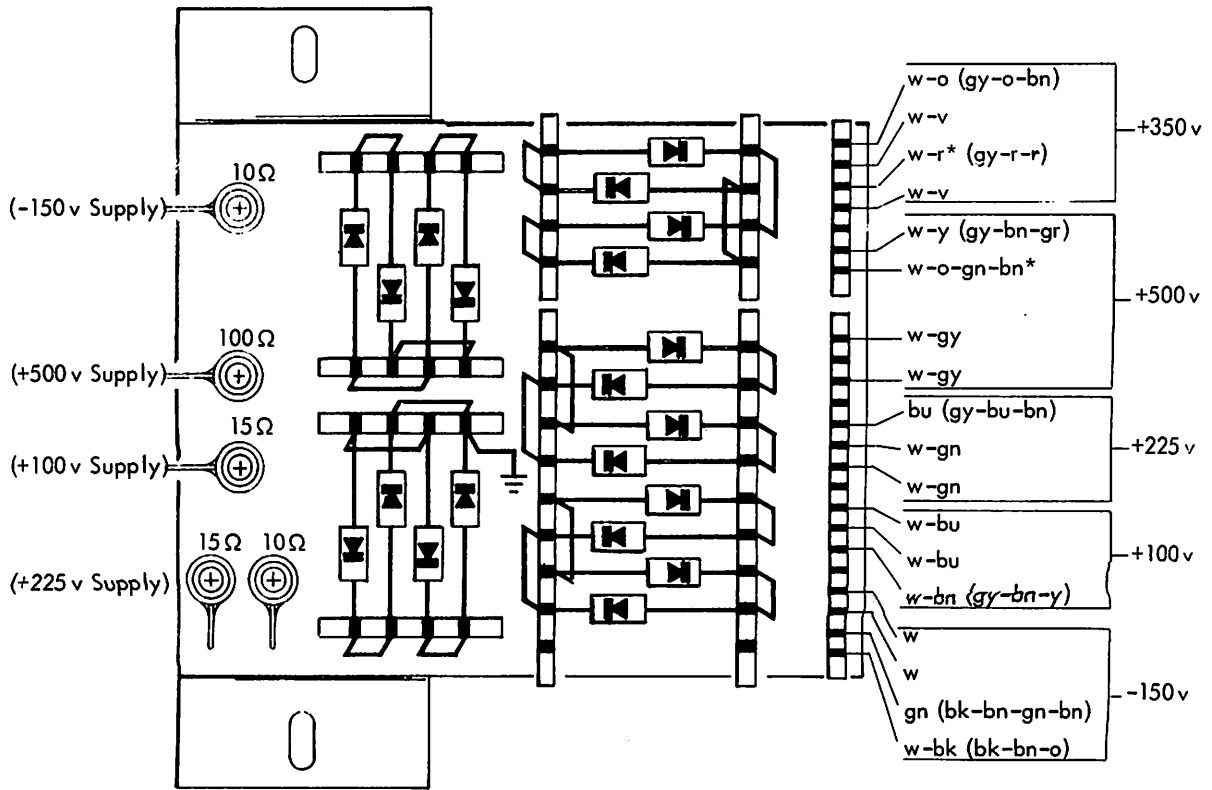 10Ω
(-150 v Supply)
100Ω
(+500 v Supply)
15Ω
(+100 v Supply)
15Ω 10Ω
(+225 v Supply)
w-o (gy-o-bn)
w-v
w-r* (gy-r-r)
w-v
+350 v
w-y (gy-bn-gr)
w-o-gn-bn*
w-gy
w-gy
+500 v
bu (gy-bu-bn)
w-gn
w-gn
+225 v
w-bu
w-bu
w-bn (gy-bn-y)
+100 v
w
w
gn (bk-bn-gn-bn)
w-bk (bk-bn-o)
-150 v